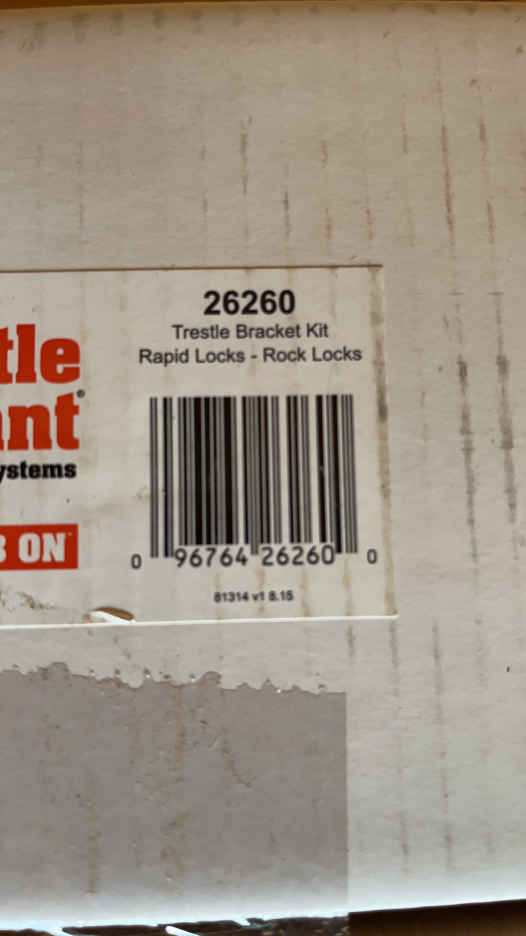 26260
Trestle Bracket Kit
Rapid Locks - Rock Locks
tle
ant®
ystems
B ON
0 96764 26260 0
81314 v1 8.15